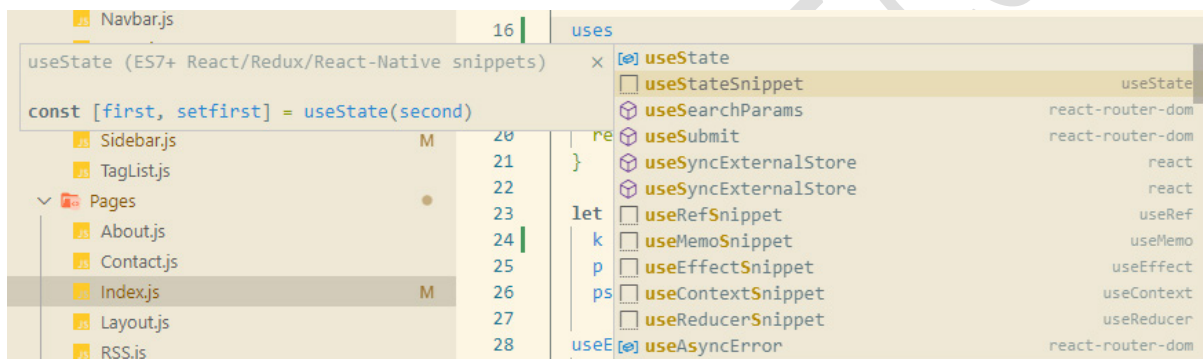 Navbar.js
16 uses
useState (ES7+ React/Redux/React-Native snippets) ×
const [first, setfirst] = useState(second)
useState
useStateSnippet useState
useSearchParams react-router-dom
useSubmit react-router-dom
useSyncExternalStore react
useSyncExternalStore react
useRefSnippet useRef
useMemoSnippet useMemo
useEffectSnippet useEffect
useContextSnippet useContext
useReducerSnippet useReducer
useAsyncError react-router-dom
Sidebar.js M
TagList.js
Pages
About.js
Contact.js
Index.js M
Layout.js
RSS.js
20 re
21 }
22
23 let
24 k
25 p
26 ps
27
28 useE